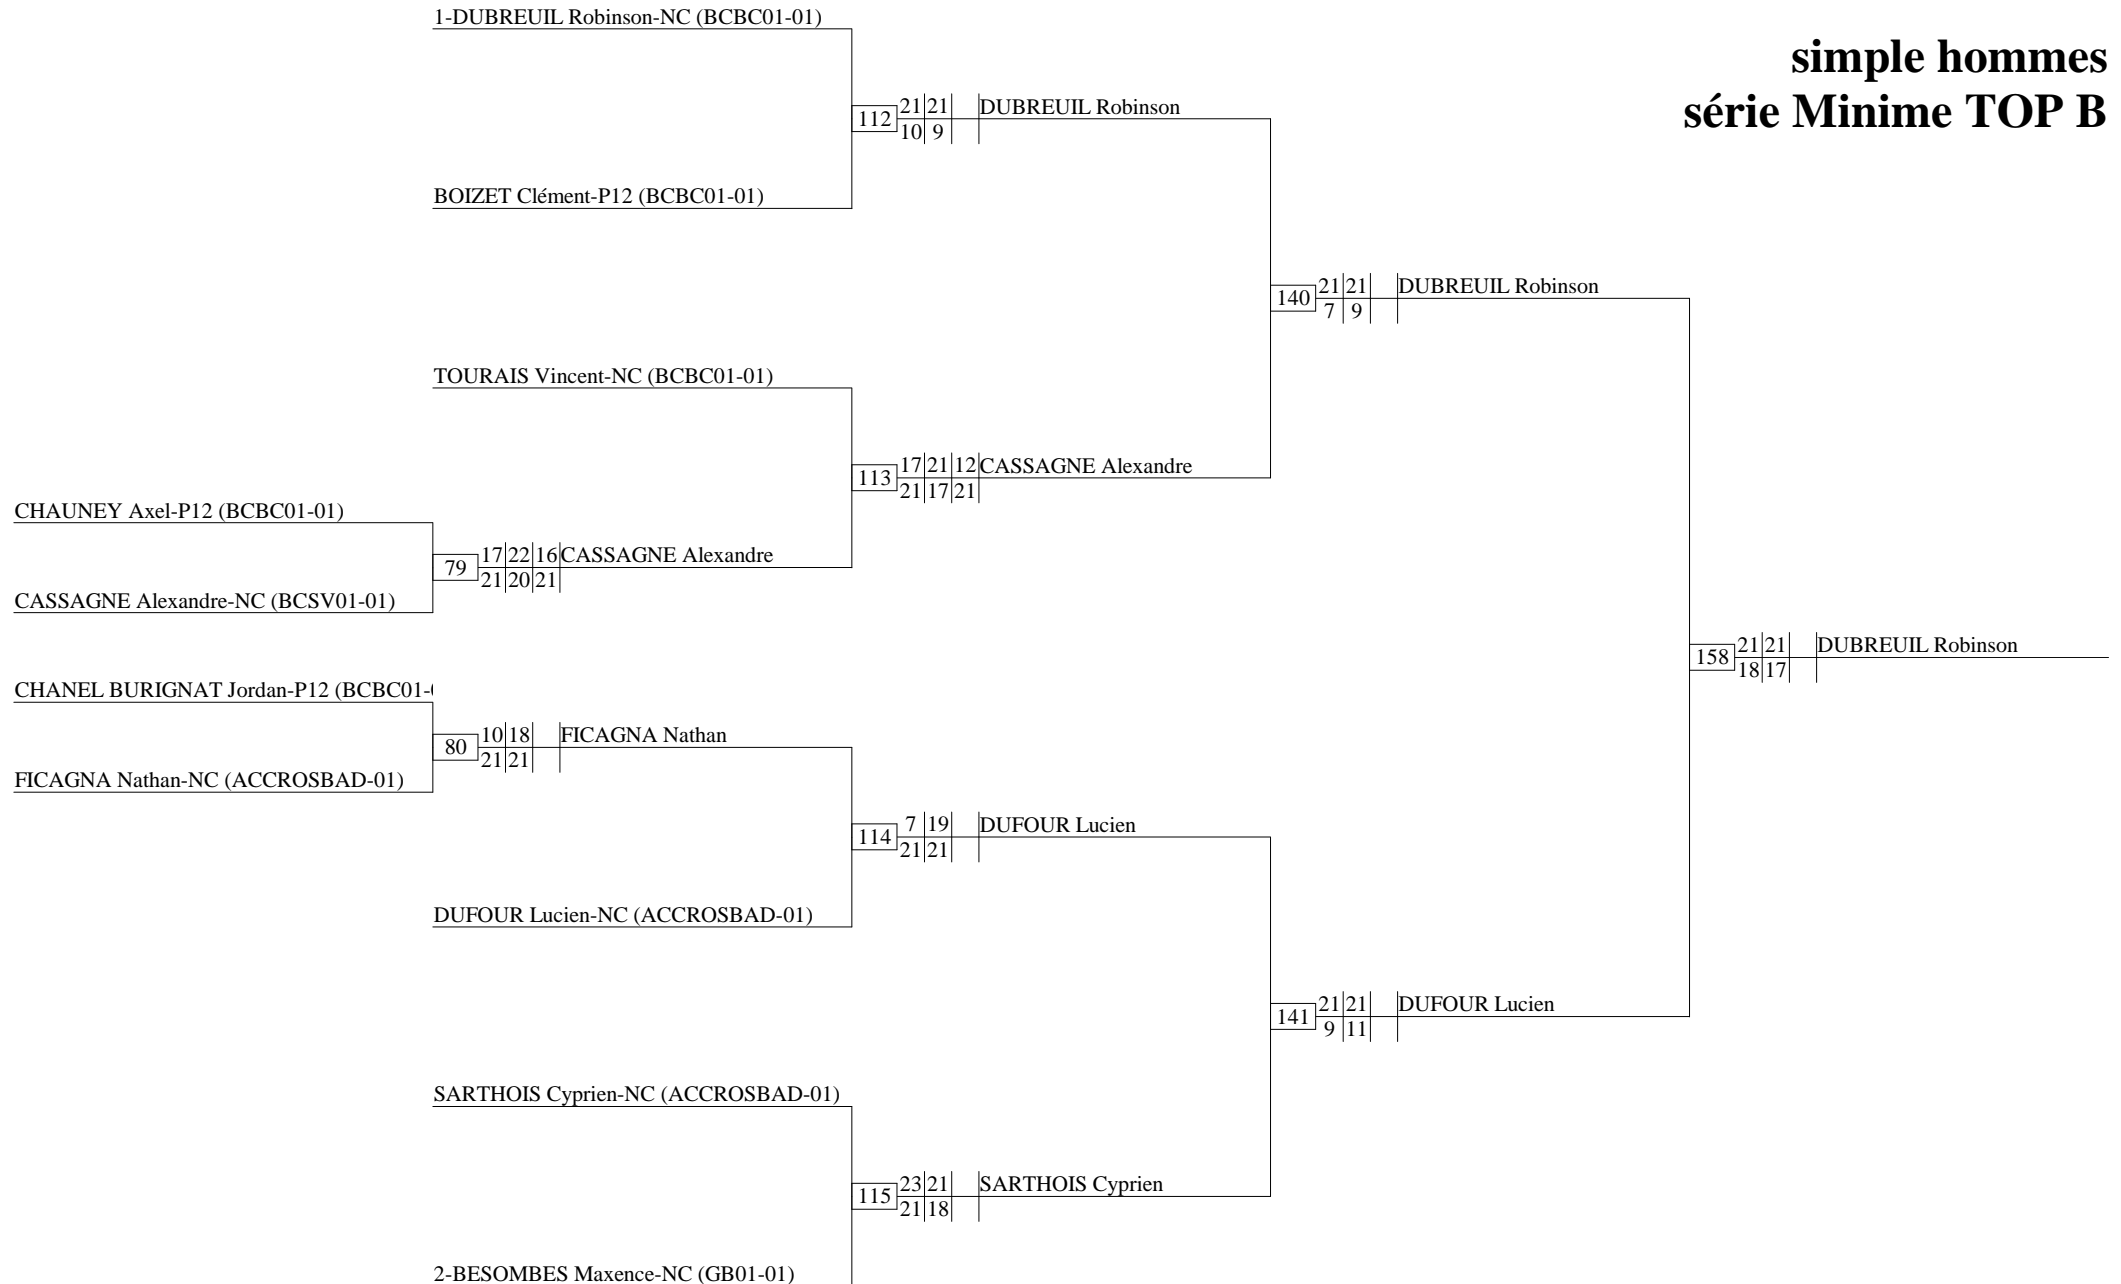 1-DUBREUIL Robinson-NC (BCBC01-01)
simple hommes
série Minime TOP B
21 21 DUBREUIL Robinson
112
10 9
BOIZET Clément-P12 (BCBC01-01)
21 21 DUBREUIL Robinson
140
7 9
TOURAIS Vincent-NC (BCBC01-01)
17 21 12 CASSAGNE Alexandre
113
21 17 21
CHAUNEY Axel-P12 (BCBC01-01)
17 22 16 CASSAGNE Alexandre
79
21 20 21
CASSAGNE Alexandre-NC (BCSV01-01)
21 21 DUBREUIL Robinson
158
18 17
CHANEL BURIGNAT Jordan-P12 (BCBC01-
10 18 FICAGNA Nathan
80
21 21
FICAGNA Nathan-NC (ACCROSBAD-01)
7 19 DUFOUR Lucien
114
21 21
DUFOUR Lucien-NC (ACCROSBAD-01)
21 21 DUFOUR Lucien
141
9 11
SARTHOIS Cyprien-NC (ACCROSBAD-01)
23 21 SARTHOIS Cyprien
115
21 18
2-BESOMBES Maxence-NC (GB01-01)